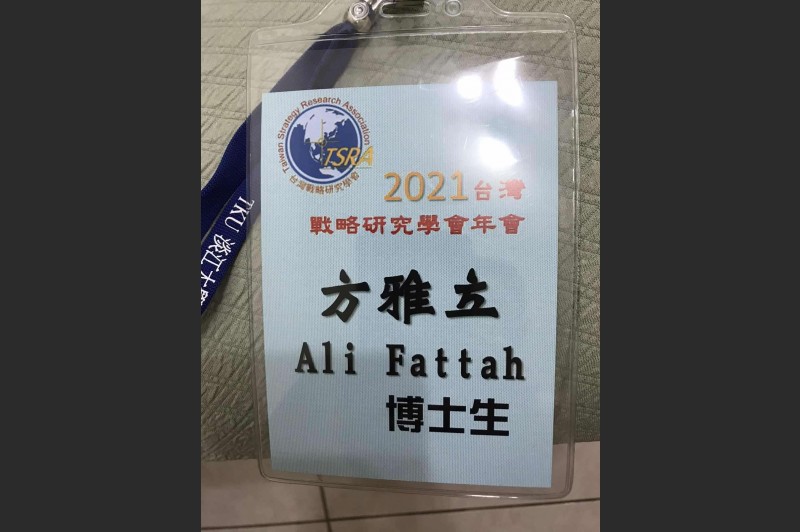 Taiwan Strategy Research Association
TSRA
台灣戰略研究學會
2021台灣
戰略研究學會年會
方雅立
Ali Fattah
博士生
TKU 淡江大